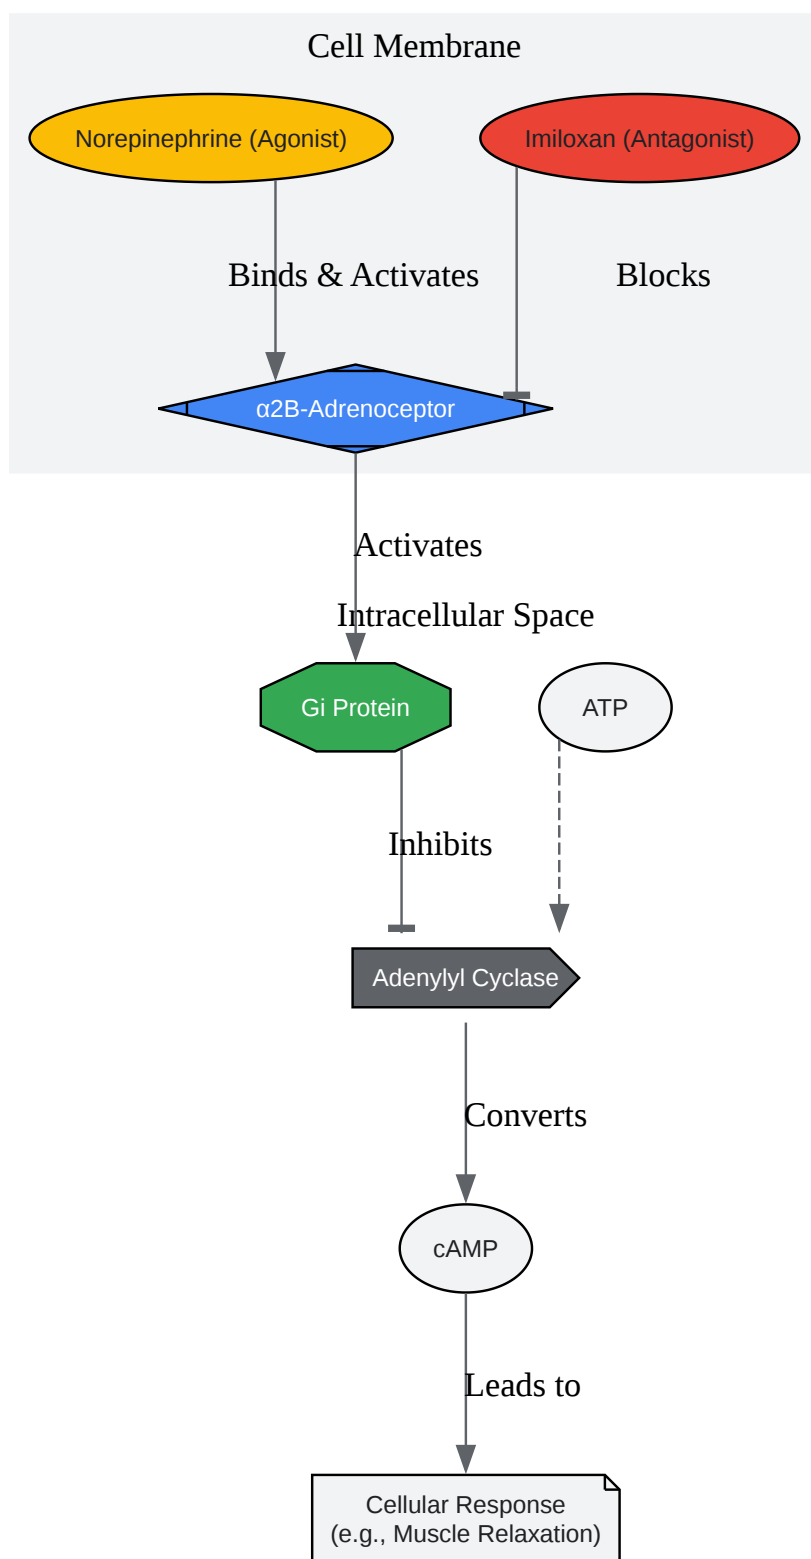 Cell Membrane
Norepinephrine (Agonist)
Imiloxan (Antagonist)
Binds & Activates
Blocks
α2B-Adrenoceptor
Activates
Intracellular Space
Gi Protein
ATP
Inhibits
Adenylyl Cyclase
Converts
cAMP
Leads to
Cellular Response
(e.g., Muscle Relaxation)